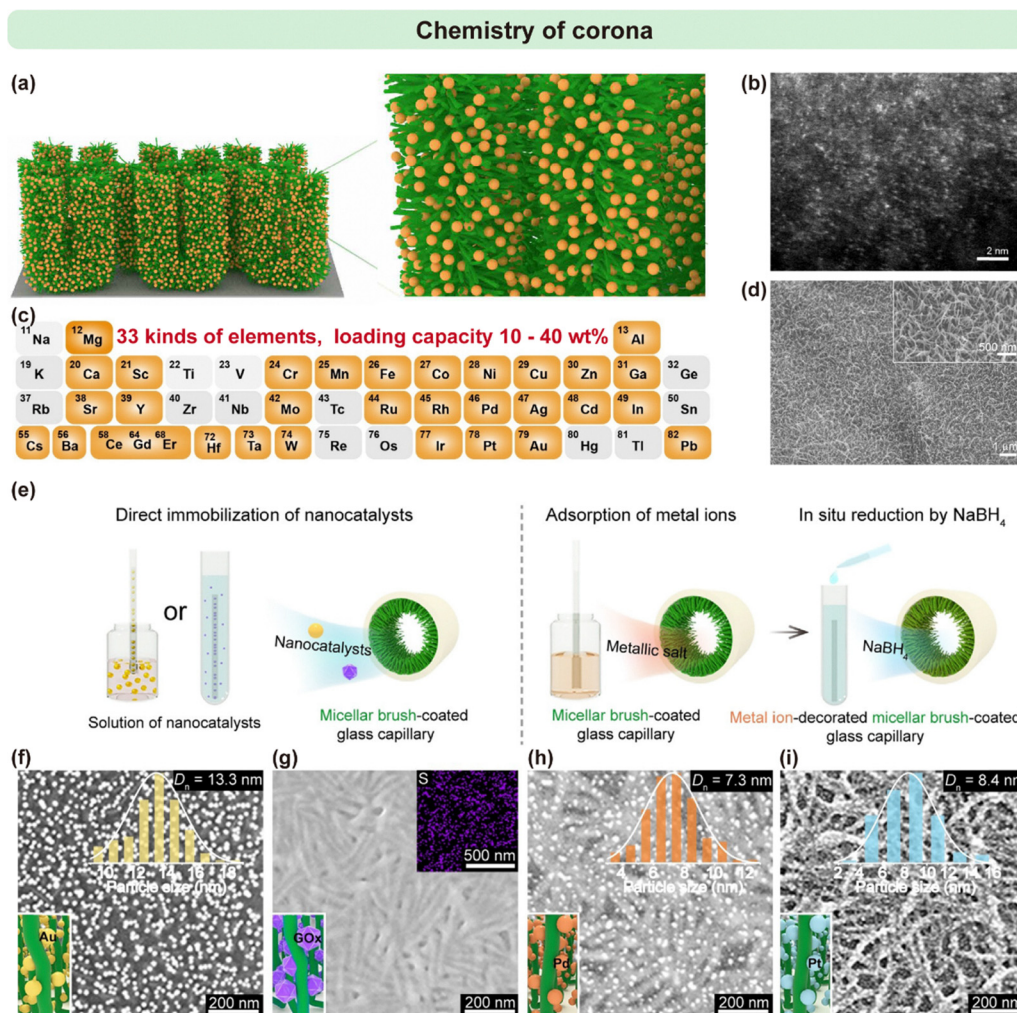 Chemistry of corona
(a)
(b)
2 nm
(c)
33 kinds of elements, loading capacity 10 - 40 wt%
11 Na 12 Mg 13 Al
19 K 20 Ca 21 Sc 22 Ti 23 V 24 Cr 25 Mn 26 Fe 27 Co 28 Ni 29 Cu 30 Zn 31 Ga 32 Ge
37 Rb 38 Sr 39 Y 40 Zr 41 Nb 42 Mo 43 Tc 44 Ru 45 Rh 46 Pd 47 Ag 48 Cd 49 In 50 Sn
55 Cs 56 Ba 58 Ce 64 Gd 68 Er 72 Hf 73 Ta 74 W 75 Re 76 Os 77 Ir 78 Pt 79 Au 80 Hg 81 Tl 82 Pb
(d)
500 nm
1 μm
(e)
Direct immobilization of nanocatalysts
or
Nanocatalysts
Solution of nanocatalysts
Micellar brush-coated
glass capillary
Adsorption of metal ions
Metallic salt
Micellar brush-coated
glass capillary
In situ reduction by NaBH4
NaBH4
Metal ion-decorated micellar brush-coated
glass capillary
(f)
Dn = 13.3 nm
10 12 14 16 18
Particle size (nm)
Au
200 nm
(g)
S
500 nm
GOx
200 nm
(h)
Dn = 7.3 nm
4 6 8 10 12
Particle size (nm)
Pd
200 nm
(i)
Dn = 8.4 nm
2 4 6 8 10 12 14 16
Particle size (nm)
Pt
200 nm